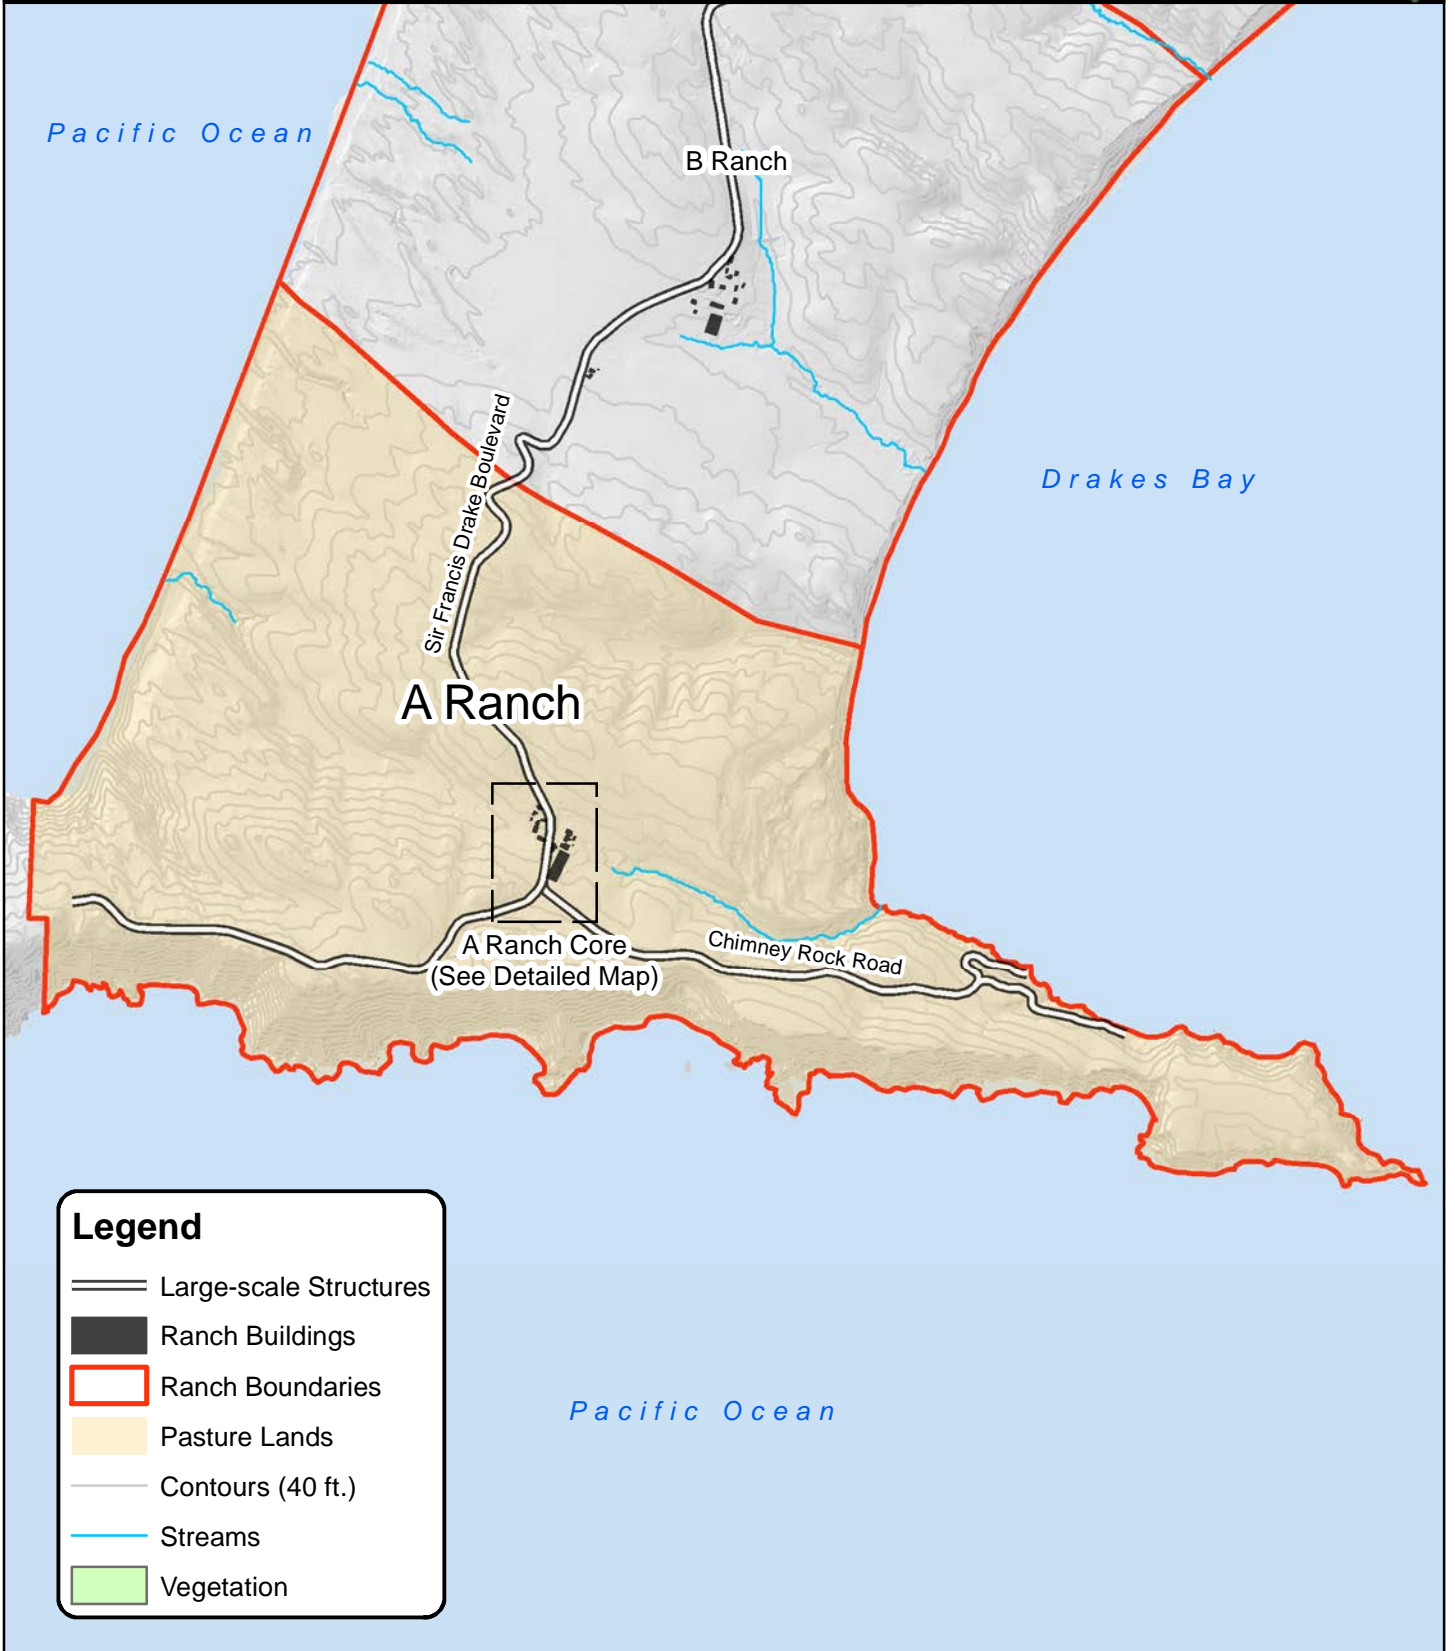 Pacific Ocean
B Ranch
Sir Francis Drake Boulevard
Drakes Bay
A Ranch
A Ranch Core
(See Detailed Map)
Chimney Rock Road
Legend
Large-scale Structures
Ranch Buildings
Ranch Boundaries
Pasture Lands
Contours (40 ft.)
Streams
Vegetation
Pacific Ocean